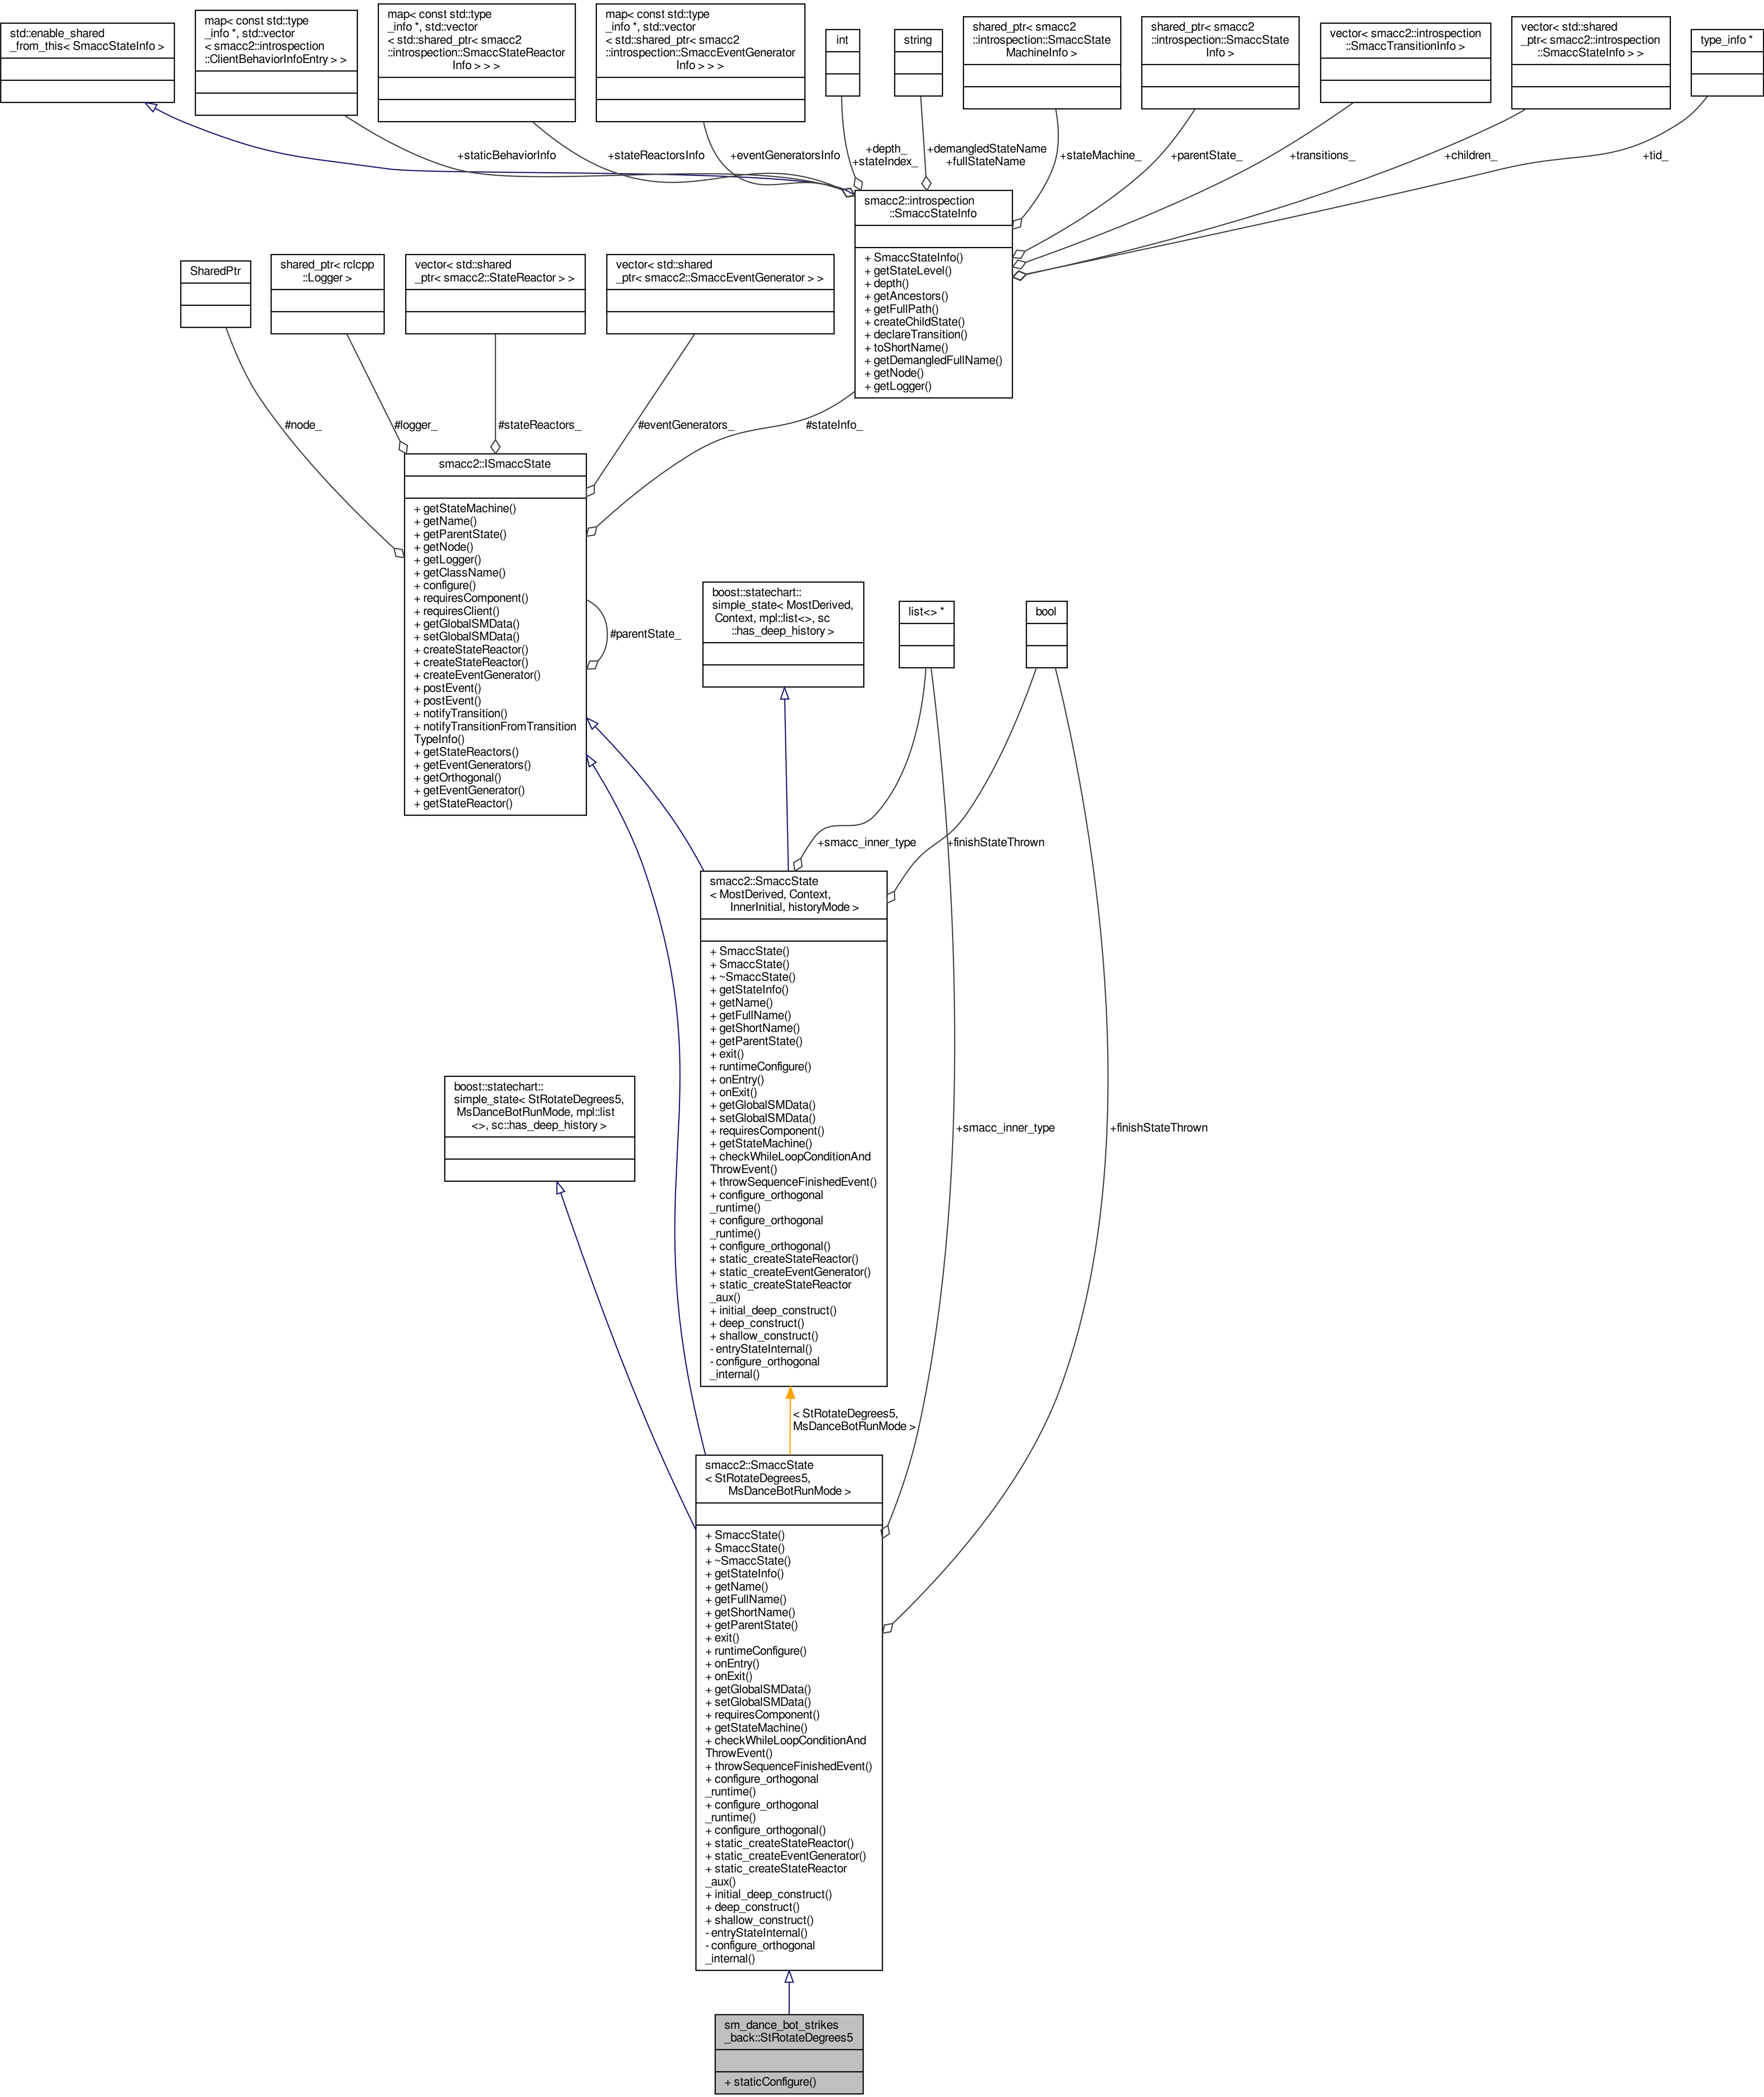 std::enable_shared
_from_this< SmaccStateInfo >
map< const std::type
_info *, std::vector
< smacc2::introspection
::ClientBehaviorInfoEntry > >
map< const std::type
_info *, std::vector
< std::shared_ptr< smacc2
::introspection::SmaccStateReactor
Info > > >
map< const std::type
_info *, std::vector
< std::shared_ptr< smacc2
::introspection::SmaccEventGenerator
Info > > >
int
string
shared_ptr< smacc2
::introspection::SmaccState
MachineInfo >
shared_ptr< smacc2
::introspection::SmaccState
Info >
vector< smacc2::introspection
::SmaccTransitionInfo >
vector< std::shared
_ptr< smacc2::introspection
::SmaccStateInfo > >
type_info *
+staticBehaviorInfo
+stateReactorsInfo
+eventGeneratorsInfo
+depth_
+stateIndex_
+demangledStateName
+fullStateName
+stateMachine_
+parentState_
+transitions_
+children_
+tid_
smacc2::introspection
::SmaccStateInfo
+ SmaccStateInfo()
+ getStateLevel()
+ depth()
+ getAncestors()
+ getFullPath()
+ createChildState()
+ declareTransition()
+ toShortName()
+ getDemangledFullName()
+ getNode()
+ getLogger()
SharedPtr
shared_ptr< rclcpp
::Logger >
vector< std::shared
_ptr< smacc2::StateReactor > >
vector< std::shared
_ptr< smacc2::SmaccEventGenerator > >
#node_
#logger_
#stateReactors_
#eventGenerators_
#stateInfo_
smacc2::ISmaccState
+ getStateMachine()
+ getName()
+ getParentState()
+ getNode()
+ getLogger()
+ getClassName()
+ configure()
+ requiresComponent()
+ requiresClient()
+ getGlobalSMData()
+ setGlobalSMData()
+ createStateReactor()
+ createStateReactor()
+ createEventGenerator()
+ postEvent()
+ postEvent()
+ notifyTransition()
+ notifyTransitionFromTransition
TypeInfo()
+ getStateReactors()
+ getEventGenerators()
+ getOrthogonal()
+ getEventGenerator()
+ getStateReactor()
#parentState_
boost::statechart::
simple_state< MostDerived,
Context, mpl::list<>, sc
::has_deep_history >
list<> *
bool
+smacc_inner_type
+finishStateThrown
smacc2::SmaccState
< MostDerived, Context,
InnerInitial, historyMode >
+ SmaccState()
+ SmaccState()
+ ~SmaccState()
+ getStateInfo()
+ getName()
+ getFullName()
+ getShortName()
+ getParentState()
+ exit()
+ runtimeConfigure()
+ onEntry()
+ onExit()
+ getGlobalSMData()
+ setGlobalSMData()
+ requiresComponent()
+ getStateMachine()
+ checkWhileLoopConditionAnd
ThrowEvent()
+ throwSequenceFinishedEvent()
+ configure_orthogonal
_runtime()
+ configure_orthogonal
_runtime()
+ configure_orthogonal()
+ static_createStateReactor()
+ static_createEventGenerator()
+ static_createStateReactor
_aux()
+ initial_deep_construct()
+ deep_construct()
+ shallow_construct()
- entryStateInternal()
- configure_orthogonal
_internal()
boost::statechart::
simple_state< StRotateDegrees5,
MsDanceBotRunMode, mpl::list
<>, sc::has_deep_history >
+smacc_inner_type
+finishStateThrown
< StRotateDegrees5,
MsDanceBotRunMode >
smacc2::SmaccState
< StRotateDegrees5,
MsDanceBotRunMode >
+ SmaccState()
+ SmaccState()
+ ~SmaccState()
+ getStateInfo()
+ getName()
+ getFullName()
+ getShortName()
+ getParentState()
+ exit()
+ runtimeConfigure()
+ onEntry()
+ onExit()
+ getGlobalSMData()
+ setGlobalSMData()
+ requiresComponent()
+ getStateMachine()
+ checkWhileLoopConditionAnd
ThrowEvent()
+ throwSequenceFinishedEvent()
+ configure_orthogonal
_runtime()
+ configure_orthogonal
_runtime()
+ configure_orthogonal()
+ static_createStateReactor()
+ static_createEventGenerator()
+ static_createStateReactor
_aux()
+ initial_deep_construct()
+ deep_construct()
+ shallow_construct()
- entryStateInternal()
- configure_orthogonal
_internal()
sm_dance_bot_strikes
_back::StRotateDegrees5
+ staticConfigure()